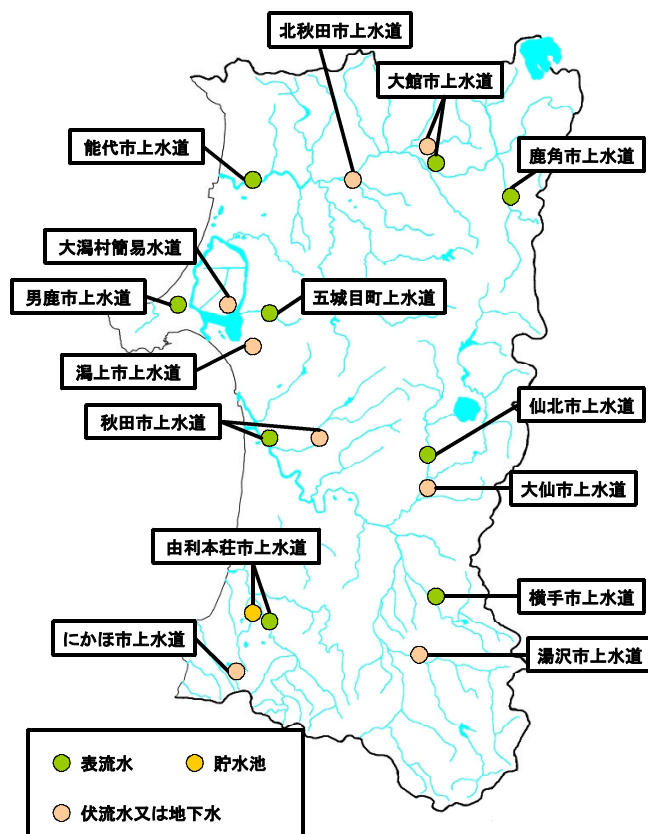 北秋田市上水道
大館市上水道
能代市上水道
鹿角市上水道
大潟村簡易水道
男鹿市上水道
五城目町上水道
潟上市上水道
仙北市上水道
秋田市上水道
大仙市上水道
由利本荘市上水道
横手市上水道
にかほ市上水道
湯沢市上水道
表流水
貯水池
伏流水又は地下水